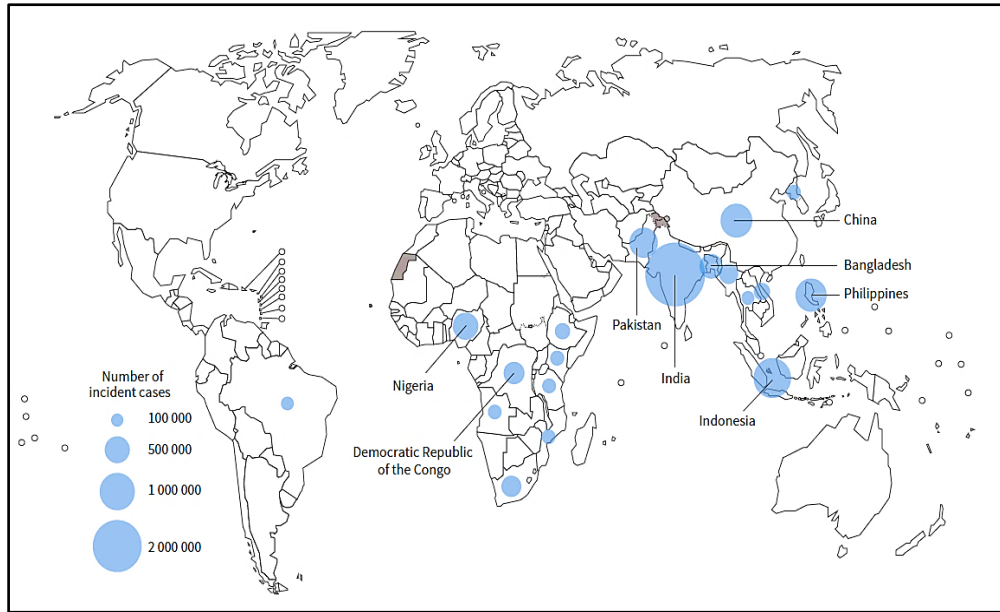 China
Bangladesh
Philippines
Pakistan
India
Nigeria
Indonesia
Democratic Republic
of the Congo
Number of
incident cases
100 000
500 000
1 000 000
2 000 000